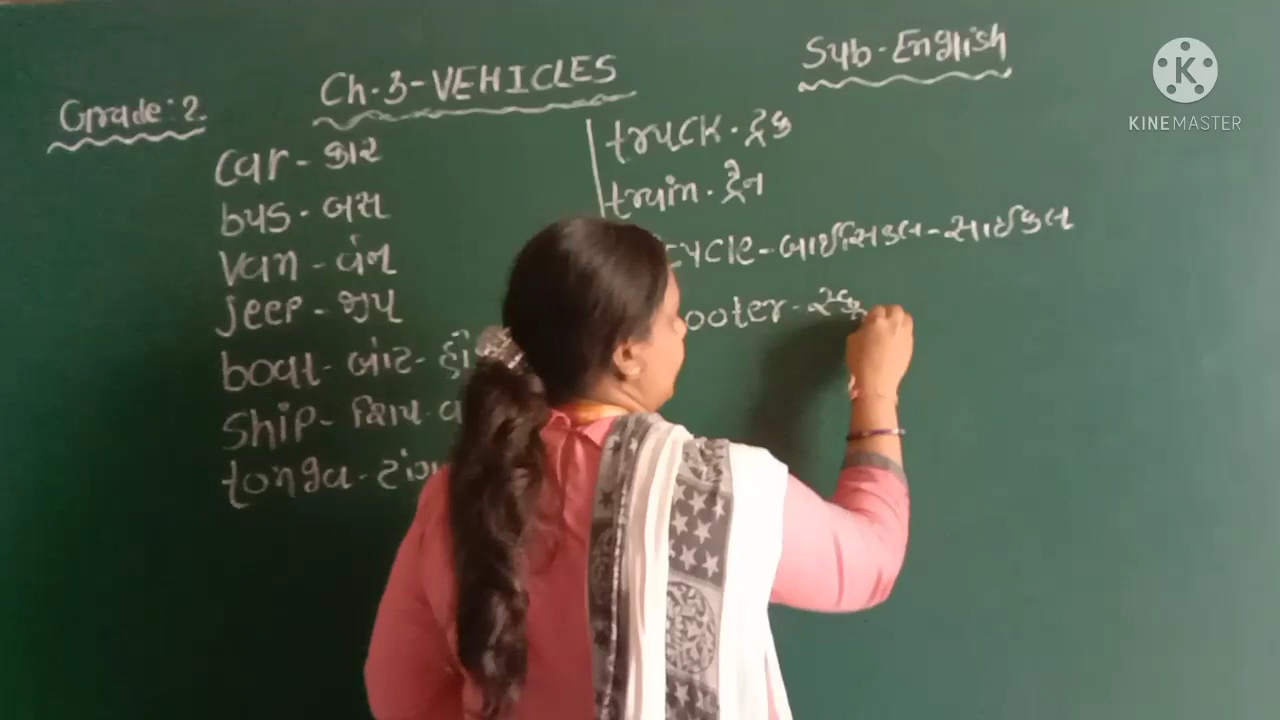 Grade: 2.
Ch.3-VEHICLES
Sub-English
car - કાર
bus - બસ
van - વેન
jeep - જીપ
boat - બોટ - હો
Ship - શિપ - વ
tonga - ટાંગ
truck - ટ્રક
train - ટ્રેન
cycle - બાઈસિકલ - સાઈકલ
ooter - સ્કૂ
KINEMASTER